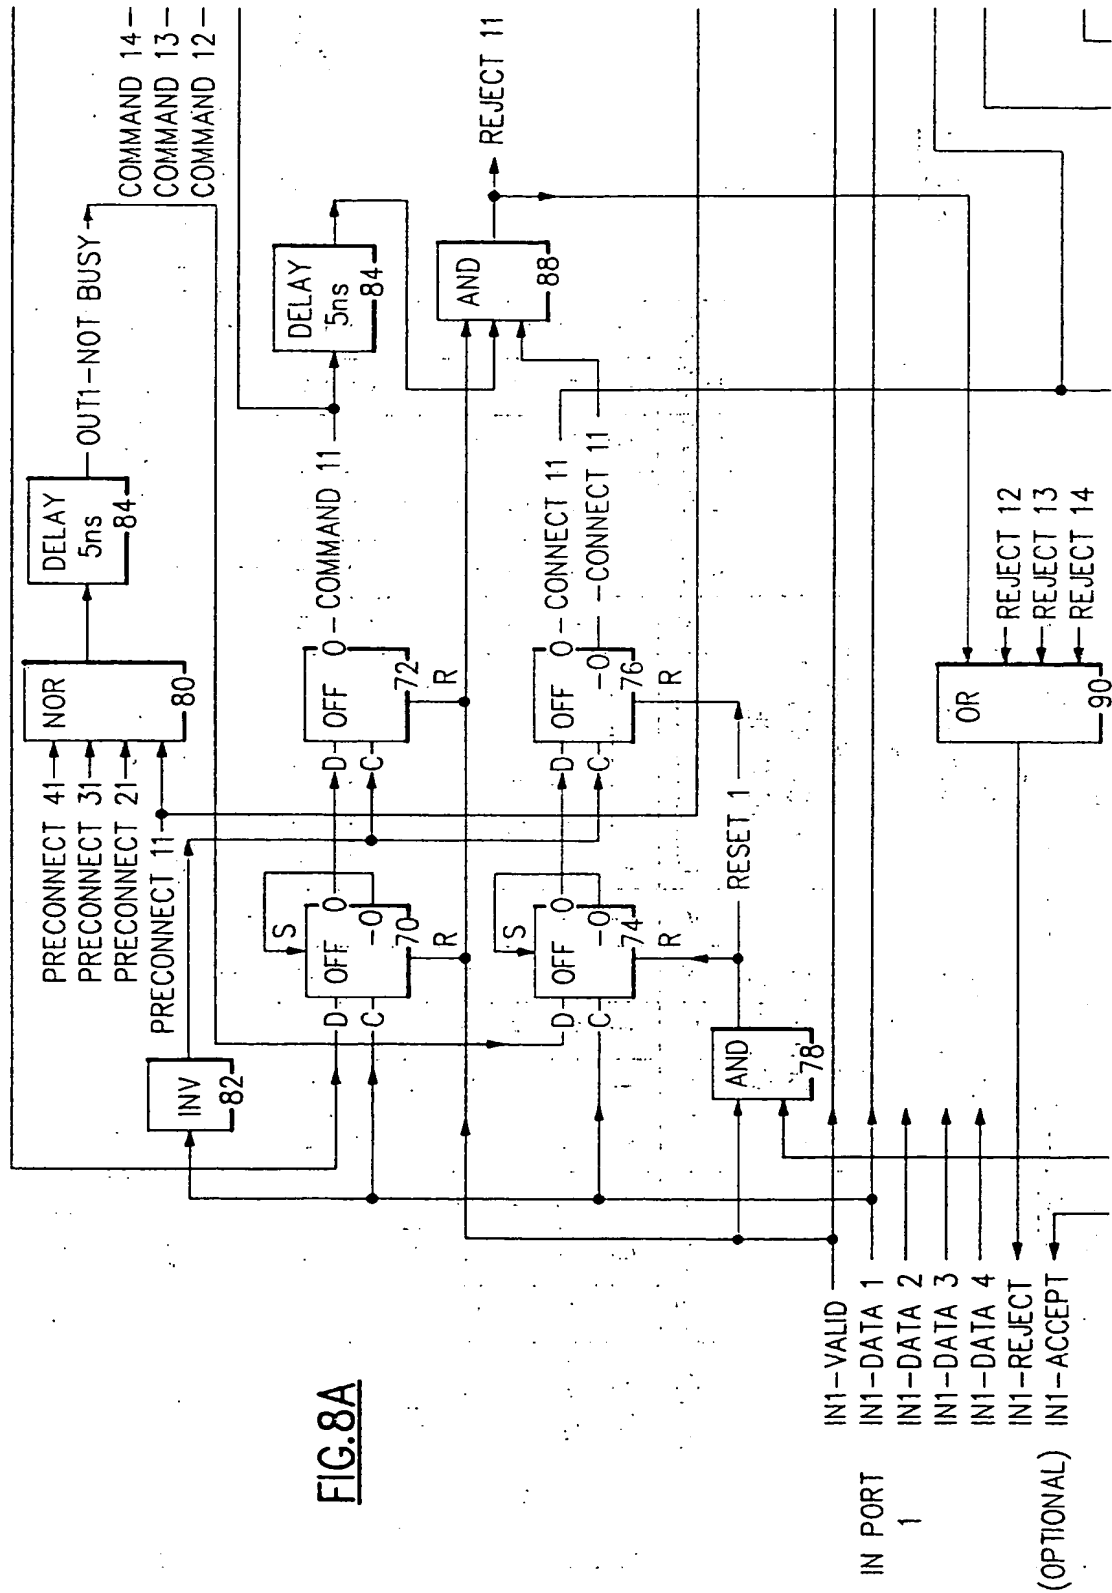 PRECONNECT 41
PRECONNECT 31
PRECONNECT 21
PRECONNECT 11
NOR
80
DELAY
5ns
84
OUT1-NOT BUSY
COMMAND 14
COMMAND 13
COMMAND 12
INV
82
S
D
OFF
O
C
-O
70
R
D
OFF
O
C
72
R
COMMAND 11
DELAY
5ns
84
S
D
OFF
O
C
-O
74
R
D
OFF
O
C
-O
76
R
CONNECT 11
-CONNECT 11
AND
88
REJECT 11
AND
78
RESET 1
OR
90
REJECT 12
REJECT 13
REJECT 14
IN PORT
1
IN1-VALID
IN1-DATA 1
IN1-DATA 2
IN1-DATA 3
IN1-DATA 4
IN1-REJECT
(OPTIONAL) IN1-ACCEPT
FIG.8A